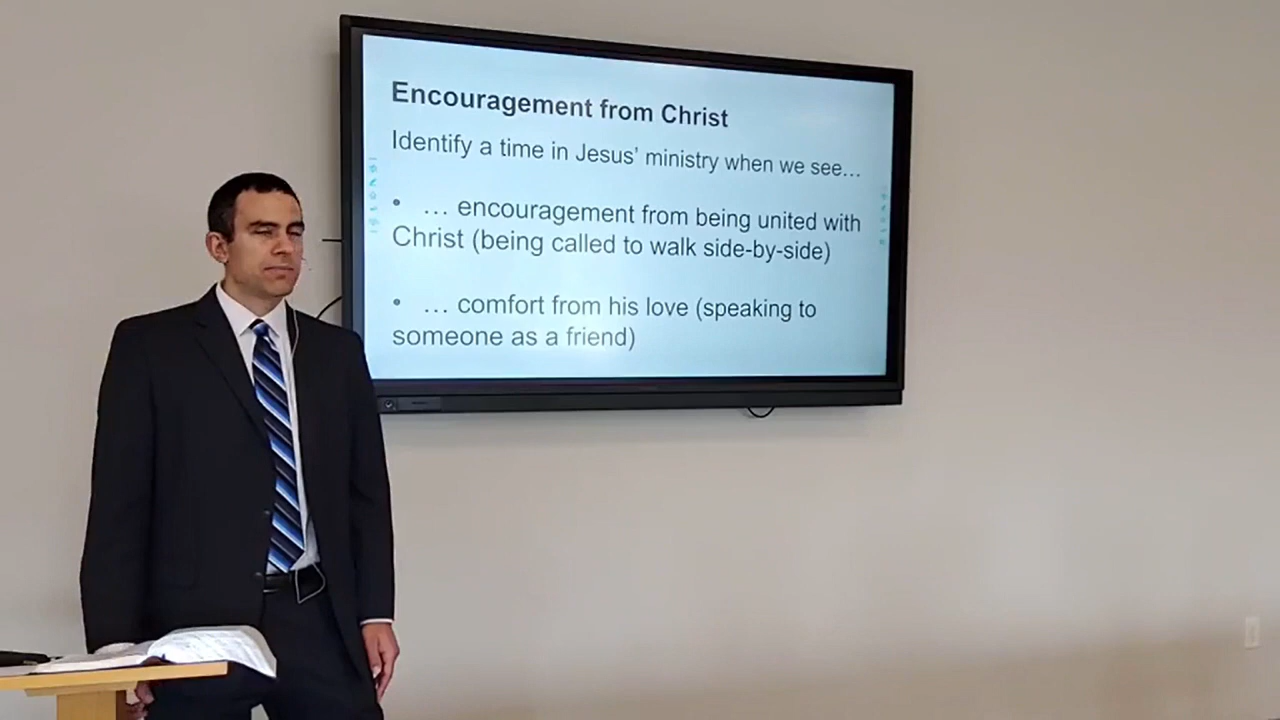 Encouragement from Christ
Identify a time in Jesus’ ministry when we see…
• … encouragement from being united with
Christ (being called to walk side-by-side)
• … comfort from his love (speaking to
someone as a friend)